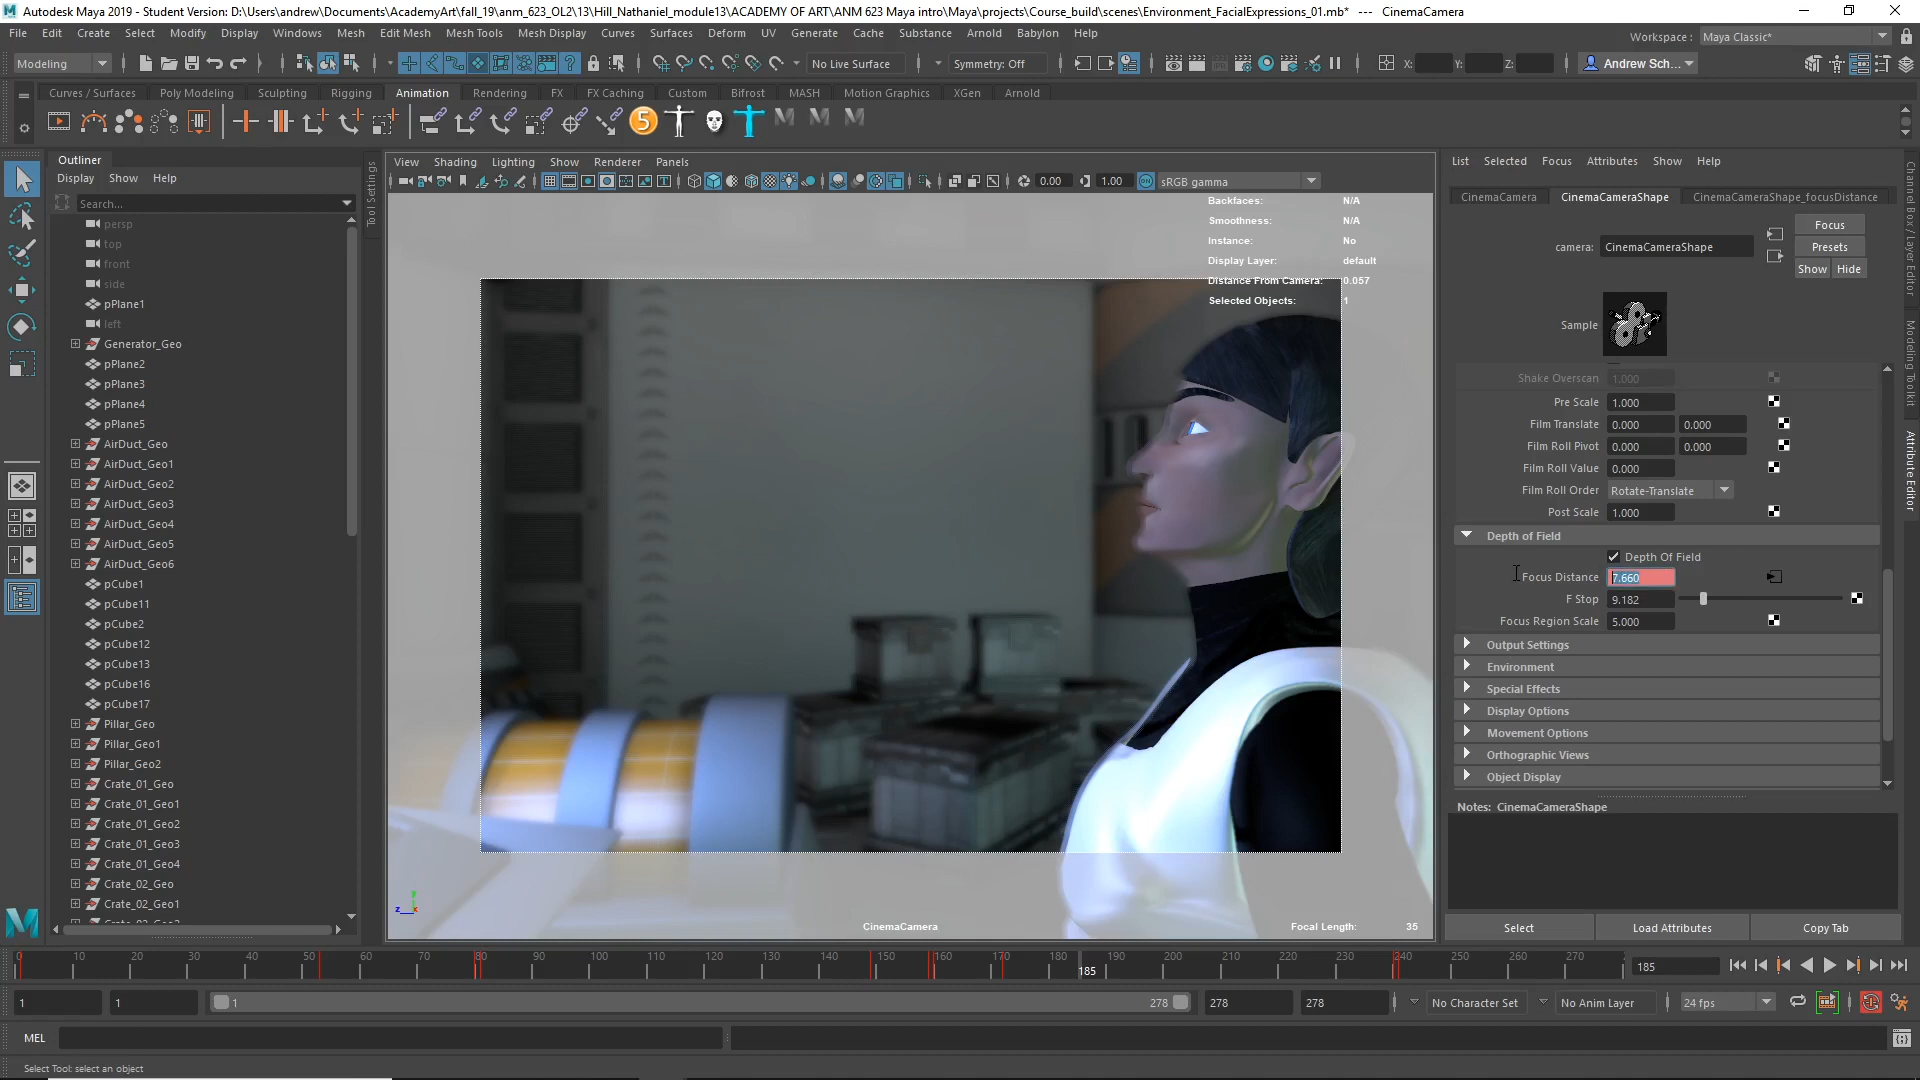 Autodesk Maya 2019 - Student Version: D:\Users\andrew\Documents\AcademyArt\fall_19\anm_623_OL2\13\Hill_Nathaniel_module13\ACADEMY OF ART\ANM 623 Maya intro\Maya\projects\Course_build\scenes\Environment_FacialExpressions_01.mb* --- CinemaCamera
File Edit Create Select Modify Display Windows Mesh Edit Mesh Mesh Tools Mesh Display Curves Surfaces Deform UV Generate Cache Substance Arnold Babylon Help
Workspace : Maya Classic*
Modeling
No Live Surface
Symmetry: Off
X: Y: Z:
Andrew Sch...
Curves / Surfaces Poly Modeling Sculpting Rigging Animation Rendering FX FX Caching Custom Bifrost MASH Motion Graphics XGen Arnold
Outliner
Display Show Help
Search...
persp
top
front
side
pPlane1
left
Generator_Geo
pPlane2
pPlane3
pPlane4
pPlane5
AirDuct_Geo
AirDuct_Geo1
AirDuct_Geo2
AirDuct_Geo3
AirDuct_Geo4
AirDuct_Geo5
AirDuct_Geo6
pCube1
pCube11
pCube2
pCube12
pCube13
pCube16
pCube17
Pillar_Geo
Pillar_Geo1
Pillar_Geo2
Crate_01_Geo
Crate_01_Geo1
Crate_01_Geo2
Crate_01_Geo3
Crate_01_Geo4
Crate_02_Geo
Crate_02_Geo1
Tool Settings
View Shading Lighting Show Renderer Panels
0.00 1.00 sRGB gamma
Backfaces: N/A
Smoothness: N/A
Instance: No
Display Layer: default
Distance From Camera: 0.057
Selected Objects: 1
CinemaCamera
Focal Length: 35
List Selected Focus Attributes Show Help
CinemaCamera CinemaCameraShape CinemaCameraShape_focusDistance
Focus
camera: CinemaCameraShape
Presets
Show Hide
Sample
Shake Overscan 1.000
Pre Scale 1.000
Film Translate 0.000 0.000
Film Roll Pivot 0.000 0.000
Film Roll Value 0.000
Film Roll Order Rotate-Translate
Post Scale 1.000
Depth of Field
Depth Of Field
Focus Distance 7.660
F Stop 9.182
Focus Region Scale 5.000
Output Settings
Environment
Special Effects
Display Options
Movement Options
Orthographic Views
Object Display
Notes: CinemaCameraShape
Select Load Attributes Copy Tab
Channel Box / Layer Editor
Modeling Toolkit
Attribute Editor
0 10 20 30 40 50 60 70 80 90 100 110 120 130 140 150 160 170 180 190 200 210 220 230 240 250 260 270
185
185
1 1 1 278 278 278
No Character Set
No Anim Layer
24 fps
MEL
Select Tool: select an object